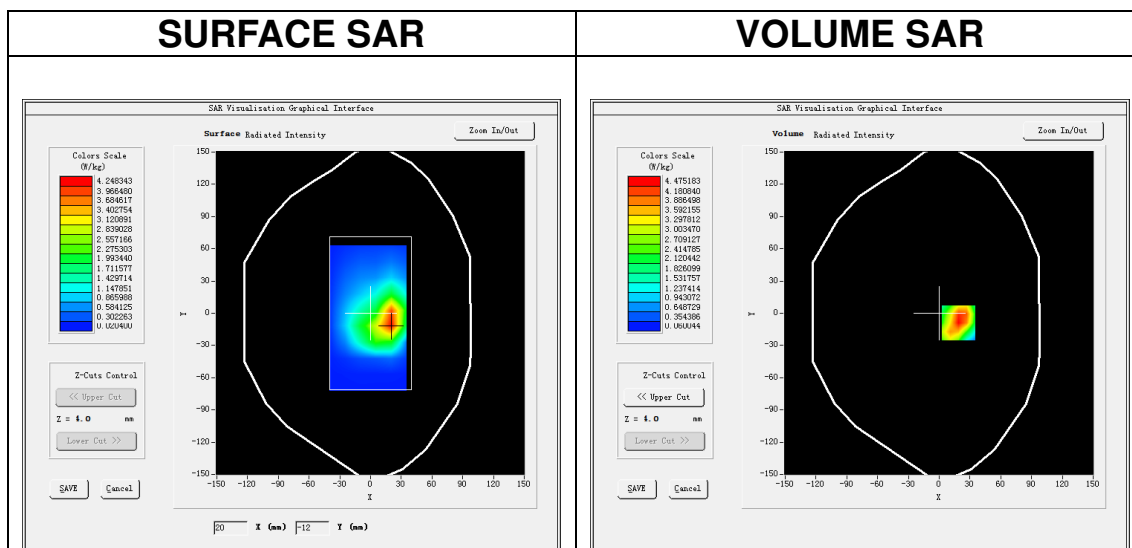 SURFACE SAR
VOLUME SAR
SAR Visualisation Graphical Interface
Surface Radiated Intensity
Zoom In/Out
Colors Scale
(W/kg)
4.248343
3.966480
3.684617
3.402754
3.120891
2.839028
2.557166
2.275303
1.993440
1.711577
1.429714
1.147851
0.865988
0.584125
0.302263
0.020400
Z-Cuts Control
<< Upper Cut
Z = 4.0 mm
Lower Cut >>
SAVE
Cancel
150
120
90
60
30
0
-30
-60
-90
-120
-150
Y
-150 -120 -90 -60 -30 0 30 60 90 120 150
X
20 X (mm) -12 Y (mm)
SAR Visualisation Graphical Interface
Volume Radiated Intensity
Zoom In/Out
Colors Scale
(W/kg)
4.475183
4.180840
3.886498
3.592155
3.297812
3.003470
2.709127
2.414785
2.120442
1.826099
1.531757
1.237414
0.943072
0.648729
0.354386
0.060044
Z-Cuts Control
<< Upper Cut
Z = 4.0 mm
Lower Cut >>
SAVE
Cancel
150
120
90
60
30
0
-30
-60
-90
-120
-150
Y
-150 -120 -90 -60 -30 0 30 60 90 120 150
X